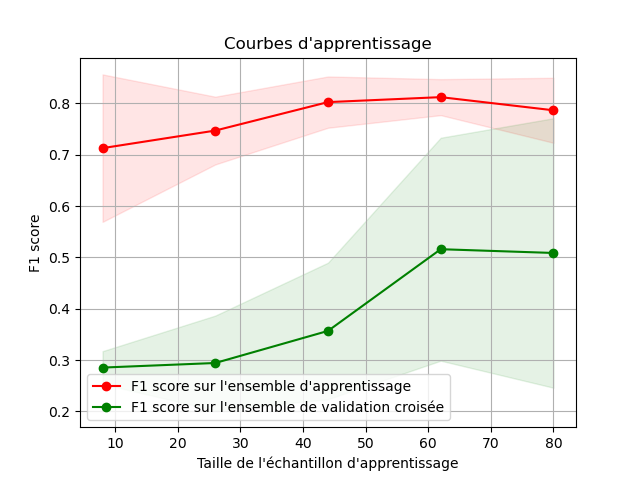 Courbes d'apprentissage
F1 score
0.8
0.7
0.6
0.5
0.4
0.3
0.2
F1 score sur l'ensemble d'apprentissage
F1 score sur l'ensemble de validation croisée
10 20 30 40 50 60 70 80
Taille de l'échantillon d'apprentissage